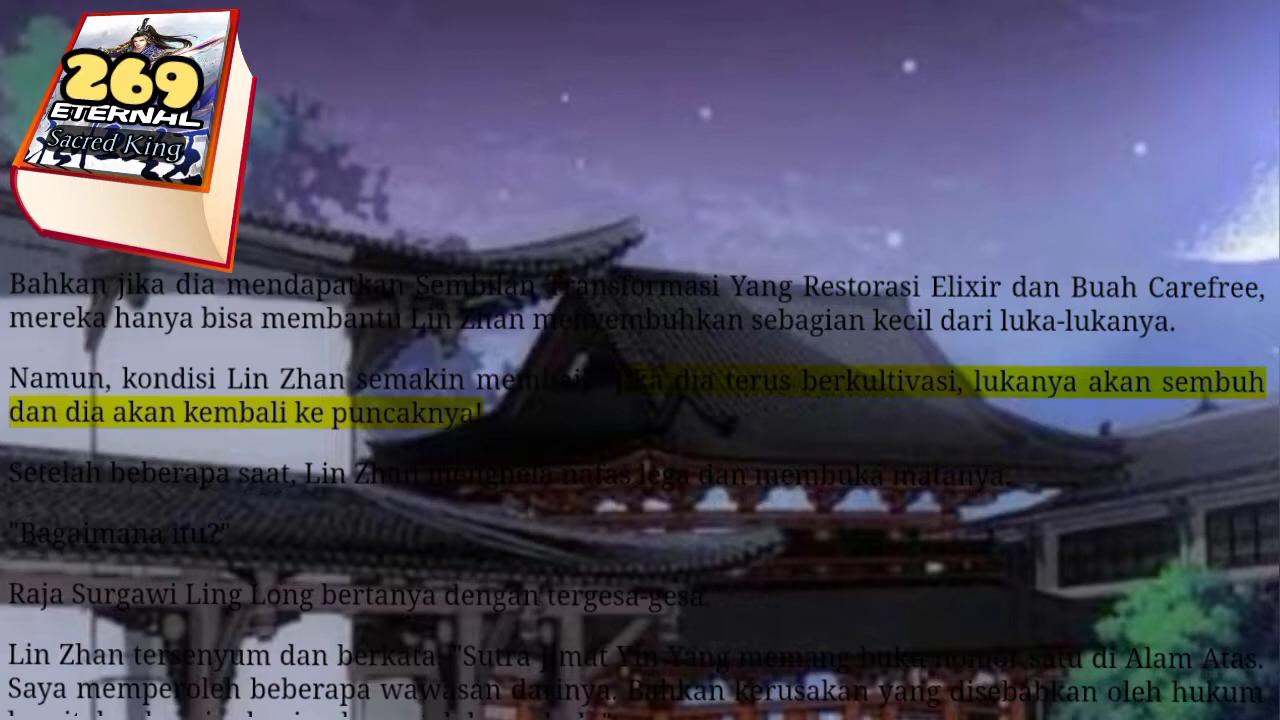 269
ETERNAL
Sacred King
Bahkan jika dia mendapatkan Sembilan Transformasi Yang Restorasi Elixir dan Buah Carefree,
mereka hanya bisa membantu Lin Zhan menyembuhkan sebagian kecil dari luka-lukanya.
Namun, kondisi Lin Zhan semakin membaik. Jika dia terus berkultivasi, lukanya akan sembuh
dan dia akan kembali ke puncaknya!
Setelah beberapa saat, Lin Zhan menghela nafas lega dan membuka matanya.
"Bagaimana itu?"
Raja Surgawi Ling Long bertanya dengan tergesa-gesa.
Lin Zhan tersenyum dan berkata, "Sutra Jimat Yin Yang memang buku nomor satu di Alam Atas.
Saya memperoleh beberapa wawasan darinya. Bahkan kerusakan yang disebabkan oleh hukum